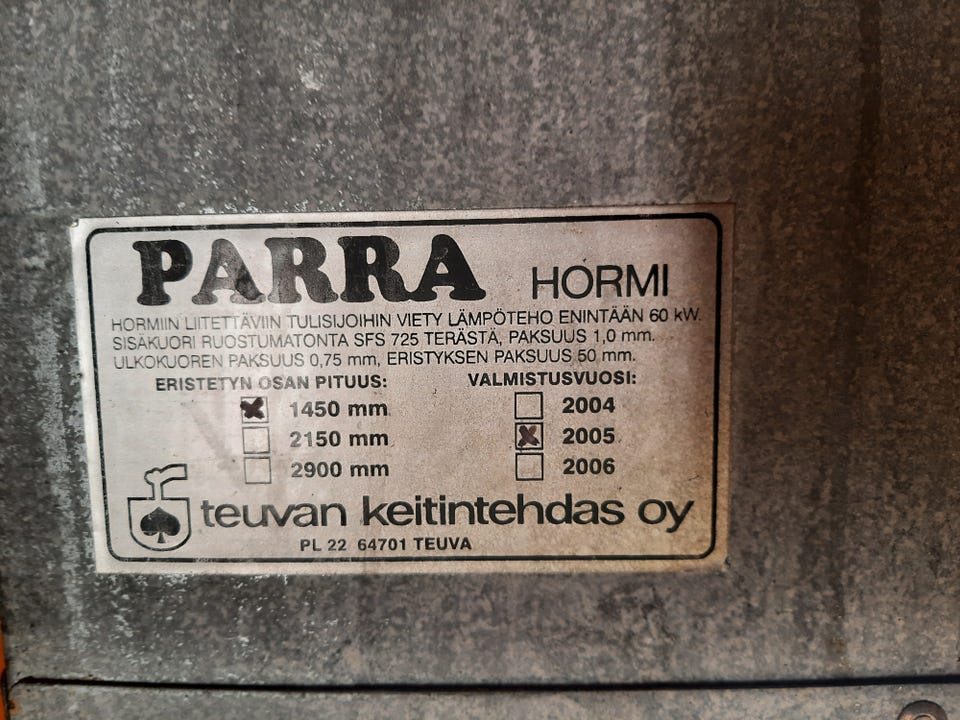 PARRA HORMI
HORMIIN LIITETTÄVIIN TULISIJOIHIN VIETY LÄMPÖTEHO ENINTÄÄN 60 kW.
SISÄKUORI RUOSTUMATONTA SFS 725 TERÄSTÄ, PAKSUUS 1,0 mm.
ULKOKUOREN PAKSUUS 0,75 mm, ERISTYKSEN PAKSUUS 50 mm.
ERISTETYN OSAN PITUUS: VALMISTUSVUOSI:
1450 mm 2004
2150 mm 2005
2900 mm 2006
teuvan keitintehdas oy
PL 22 64701 TEUVA